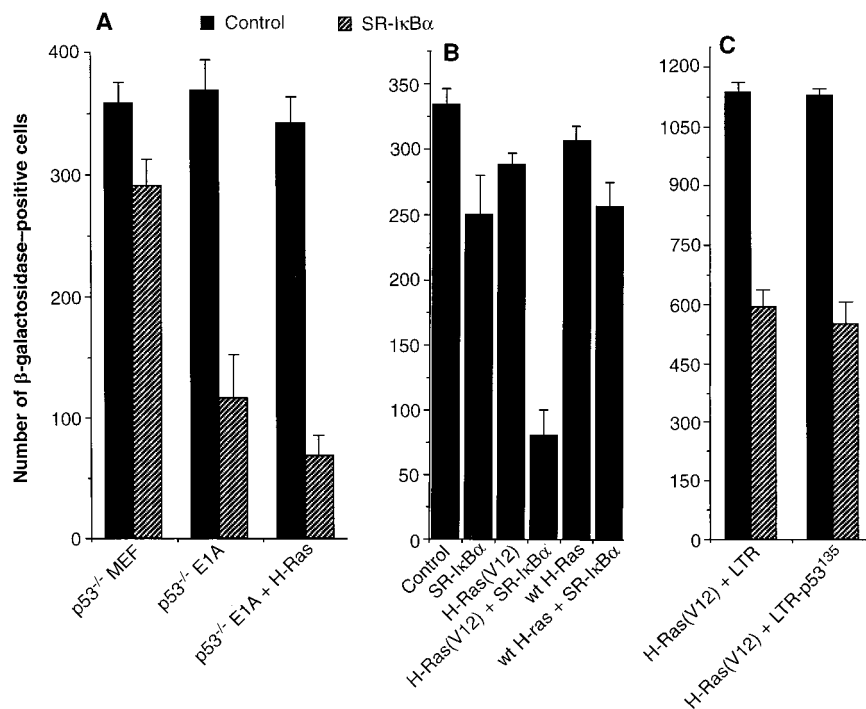 A
Control
SR-IκBα
Number of β-galactosidase–positive cells
400
300
200
100
0
p53-/- MEF
p53-/- E1A
p53-/- E1A + H-Ras
B
350
300
250
200
150
100
50
0
Control
SR-IκBα
H-Ras(V12)
H-Ras(V12) + SR-IκBα
wt H-Ras
wt H-ras + SR-IκBα
C
1200
1050
900
750
600
450
300
150
0
H-Ras(V12) + LTR
H-Ras(V12) + LTR-p53¹³⁵